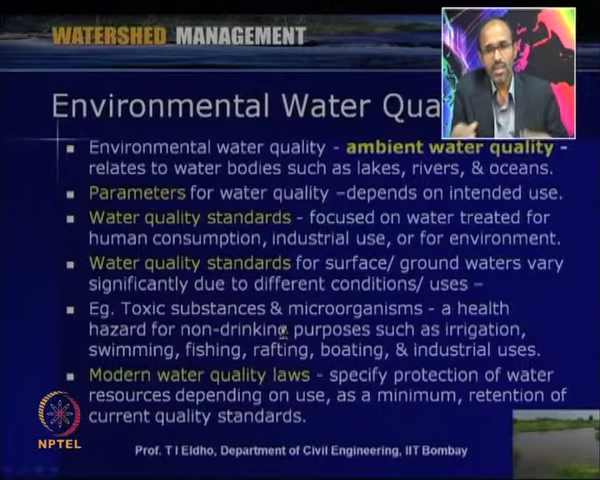 WATERSHED MANAGEMENT
Environmental Water
Environmental water quality - ambient water quality -
relates to water bodies such as lakes, rivers, & oceans.
Parameters for water quality –depends on intended use.
Water quality standards - focused on water treated for
human consumption, industrial use, or for environment.
Water quality standards for surface/ ground waters vary
significantly due to different conditions/ uses –
Eg. Toxic substances & microorganisms - a health
hazard for non-drinking purposes such as irrigation,
swimming, fishing, rafting, boating, & industrial uses.
Modern water quality laws - specify protection of water
resources depending on use, as a minimum, retention of
current quality standards.
NPTEL
Prof. T I Eldho, Department of Civil Engineering, IIT Bombay